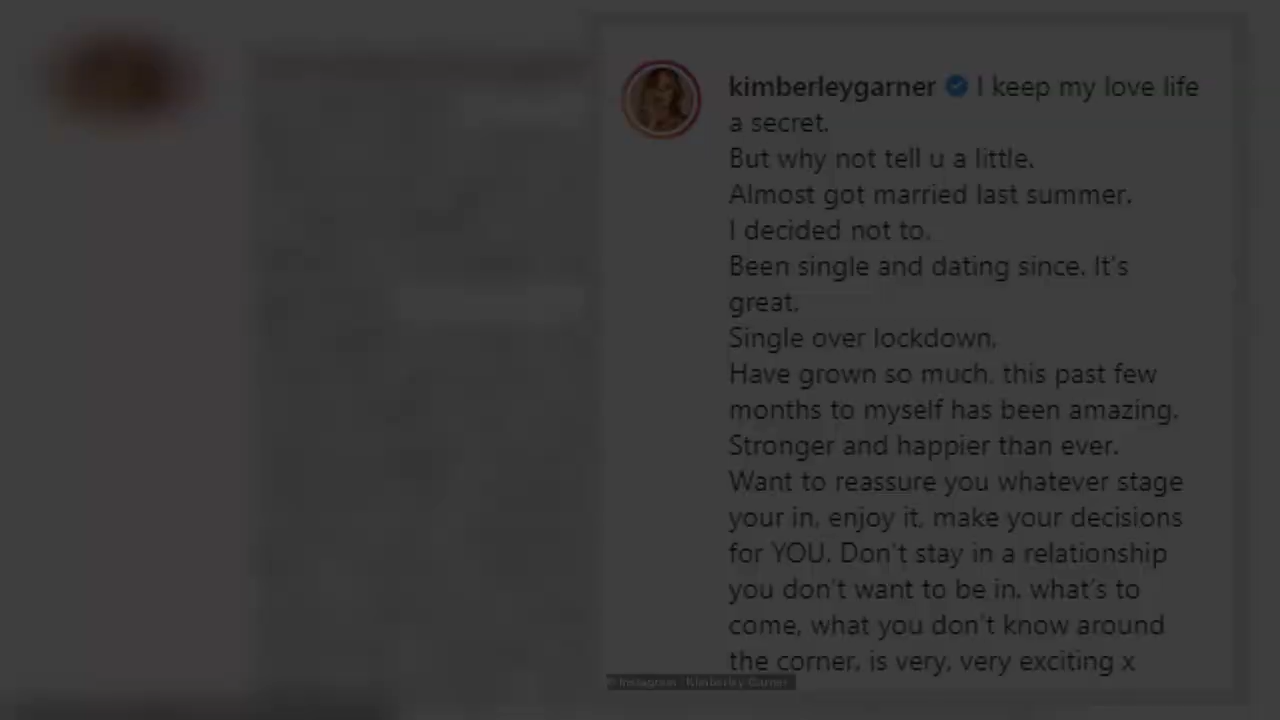 kimberleygarner I keep my love life
a secret.
But why not tell u a little.
Almost got married last summer.
I decided not to.
Been single and dating since. It's
great.
Single over lockdown.
Have grown so much, this past few
months to myself has been amazing.
Stronger and happier than ever.
Want to reassure you whatever stage
your in, enjoy it, make your decisions
for YOU. Don't stay in a relationship
you don't want to be in, what's to
come, what you don't know around
the corner, is very, very exciting x
© Instagram / Kimberley Garner